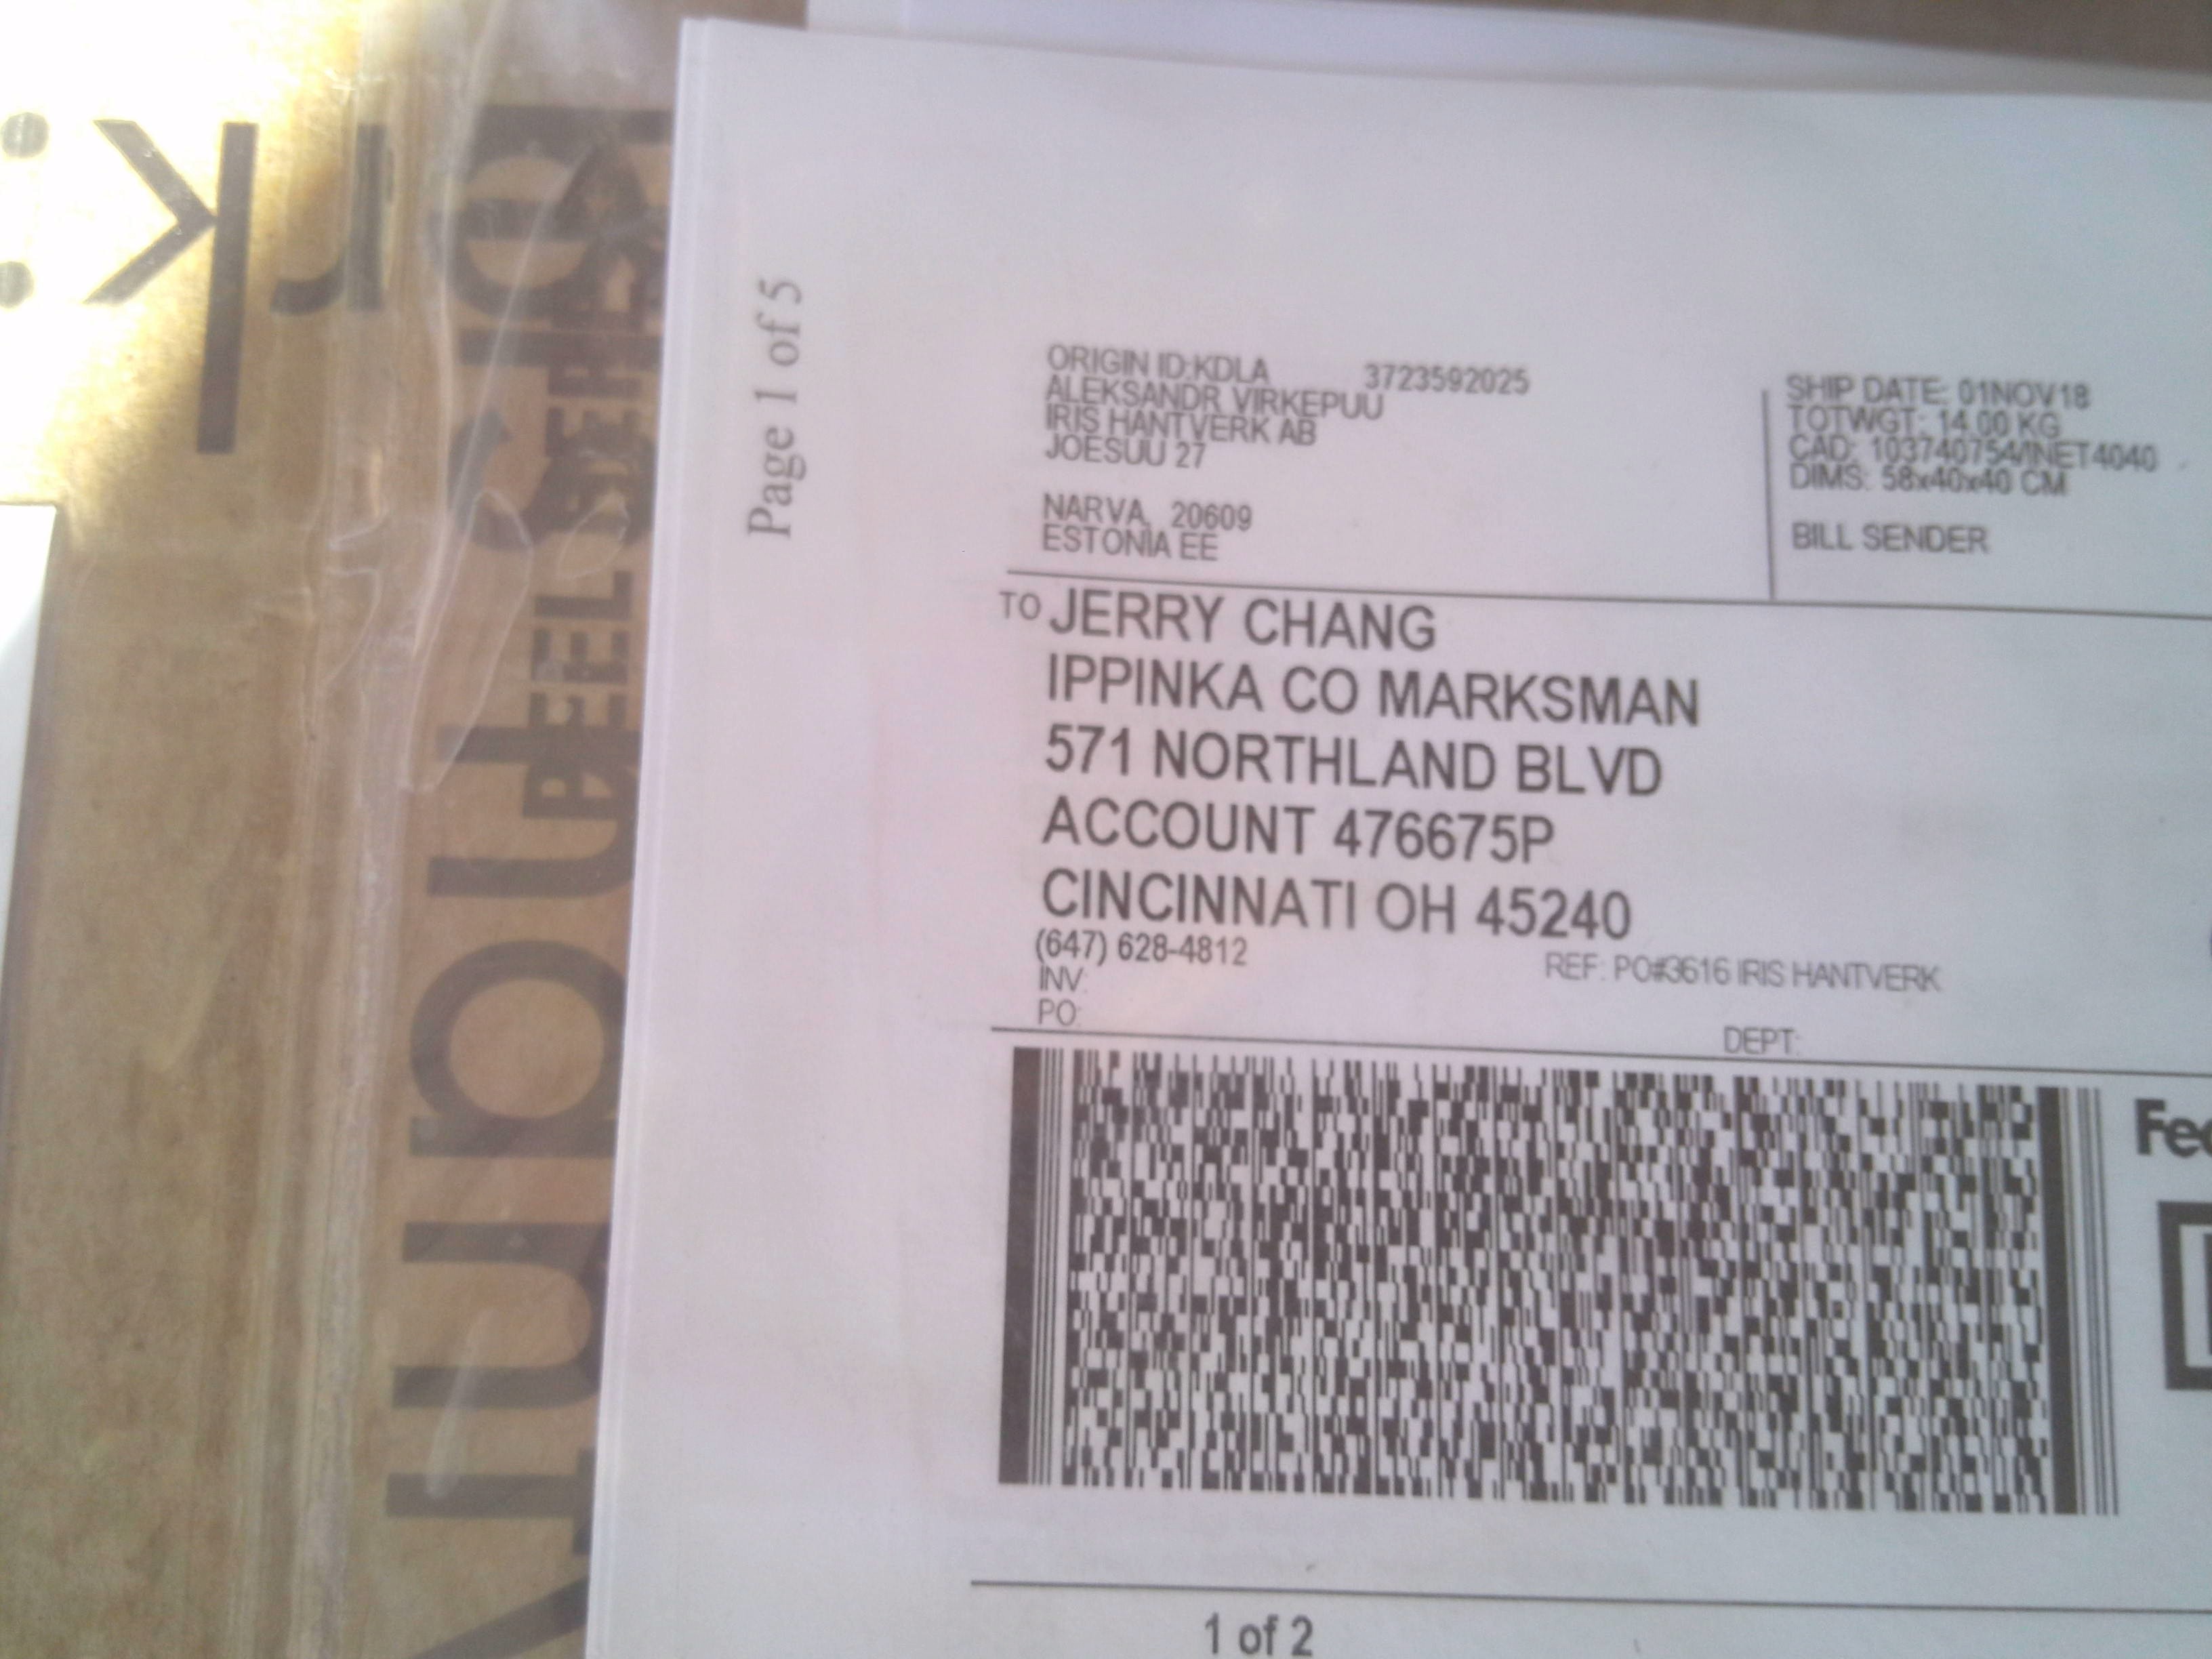 Page 1 of 5
ORIGIN ID:KDLA 3723592025
ALEKSANDR VIRKEPUU
IRIS HANTVERK AB
JOESUU 27
NARVA, 20609
ESTONIA EE
SHIP DATE: 01NOV18
TOTWGT: 14.00 KG
CAD: 103740754/INET4040
DIMS: 58x40x40 CM
BILL SENDER
TO JERRY CHANG
IPPINKA CO MARKSMAN
571 NORTHLAND BLVD
ACCOUNT 476675P
CINCINNATI OH 45240
(647) 628-4812
REF: PO#3616 IRIS HANTVERK
INV:
PO:
DEPT:
Fed
1 of 2
PEEL